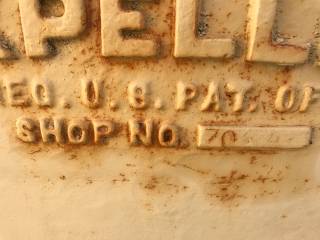 PELL
REG. U.S. PAT. OF
SHOP NO.